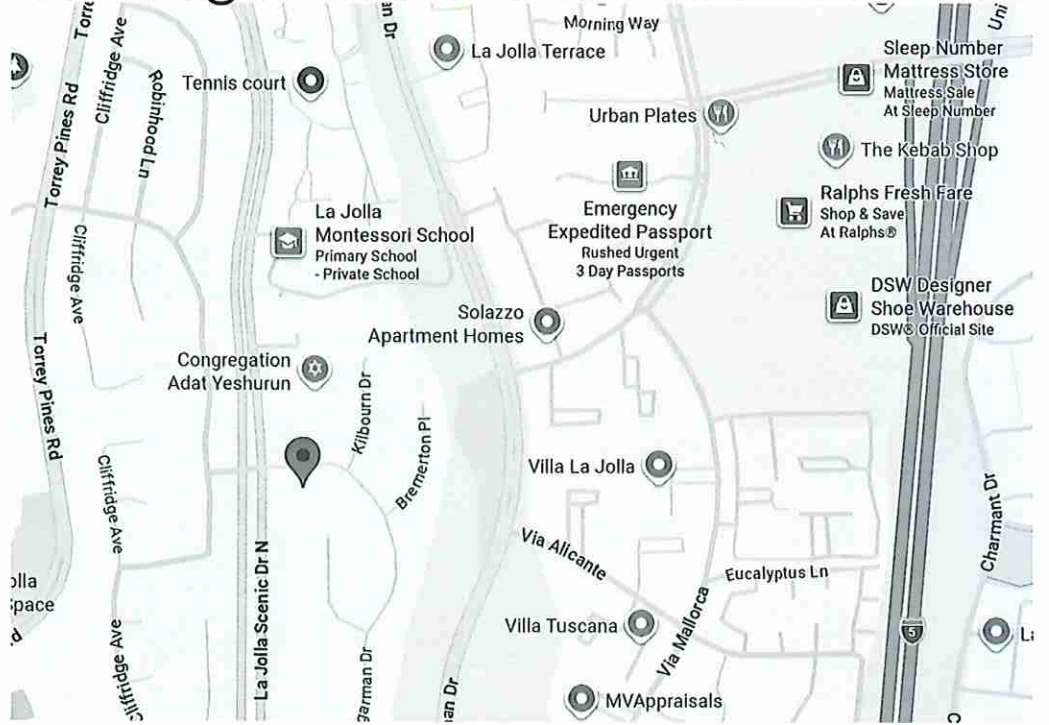 Morning Way
La Jolla Terrace
Sleep Number
Mattress Store
Mattress Sale
At Sleep Number
Tennis court
Urban Plates
The Kebab Shop
Torrey Pines Rd
Cliffridge Ave
Robinhood Ln
La Jolla
Montessori School
Primary School
- Private School
Emergency
Expedited Passport
Rushed Urgent
3 Day Passports
Ralphs Fresh Fare
Shop & Save
At Ralphs®
Cliffridge Ave
DSW Designer
Shoe Warehouse
DSW® Official Site
Solazzo
Apartment Homes
Congregation
Adat Yeshurun
Torrey Pines Rd
Kilbourn Dr
Bremerton Pl
Villa La Jolla
Cliffridge Ave
Charmant Dr
La Jolla Scenic Dr N
Via Alicante
Eucalyptus Ln
Villa Tuscana
Via Mallorca
5
Cliffridge Ave
MVAppraisals